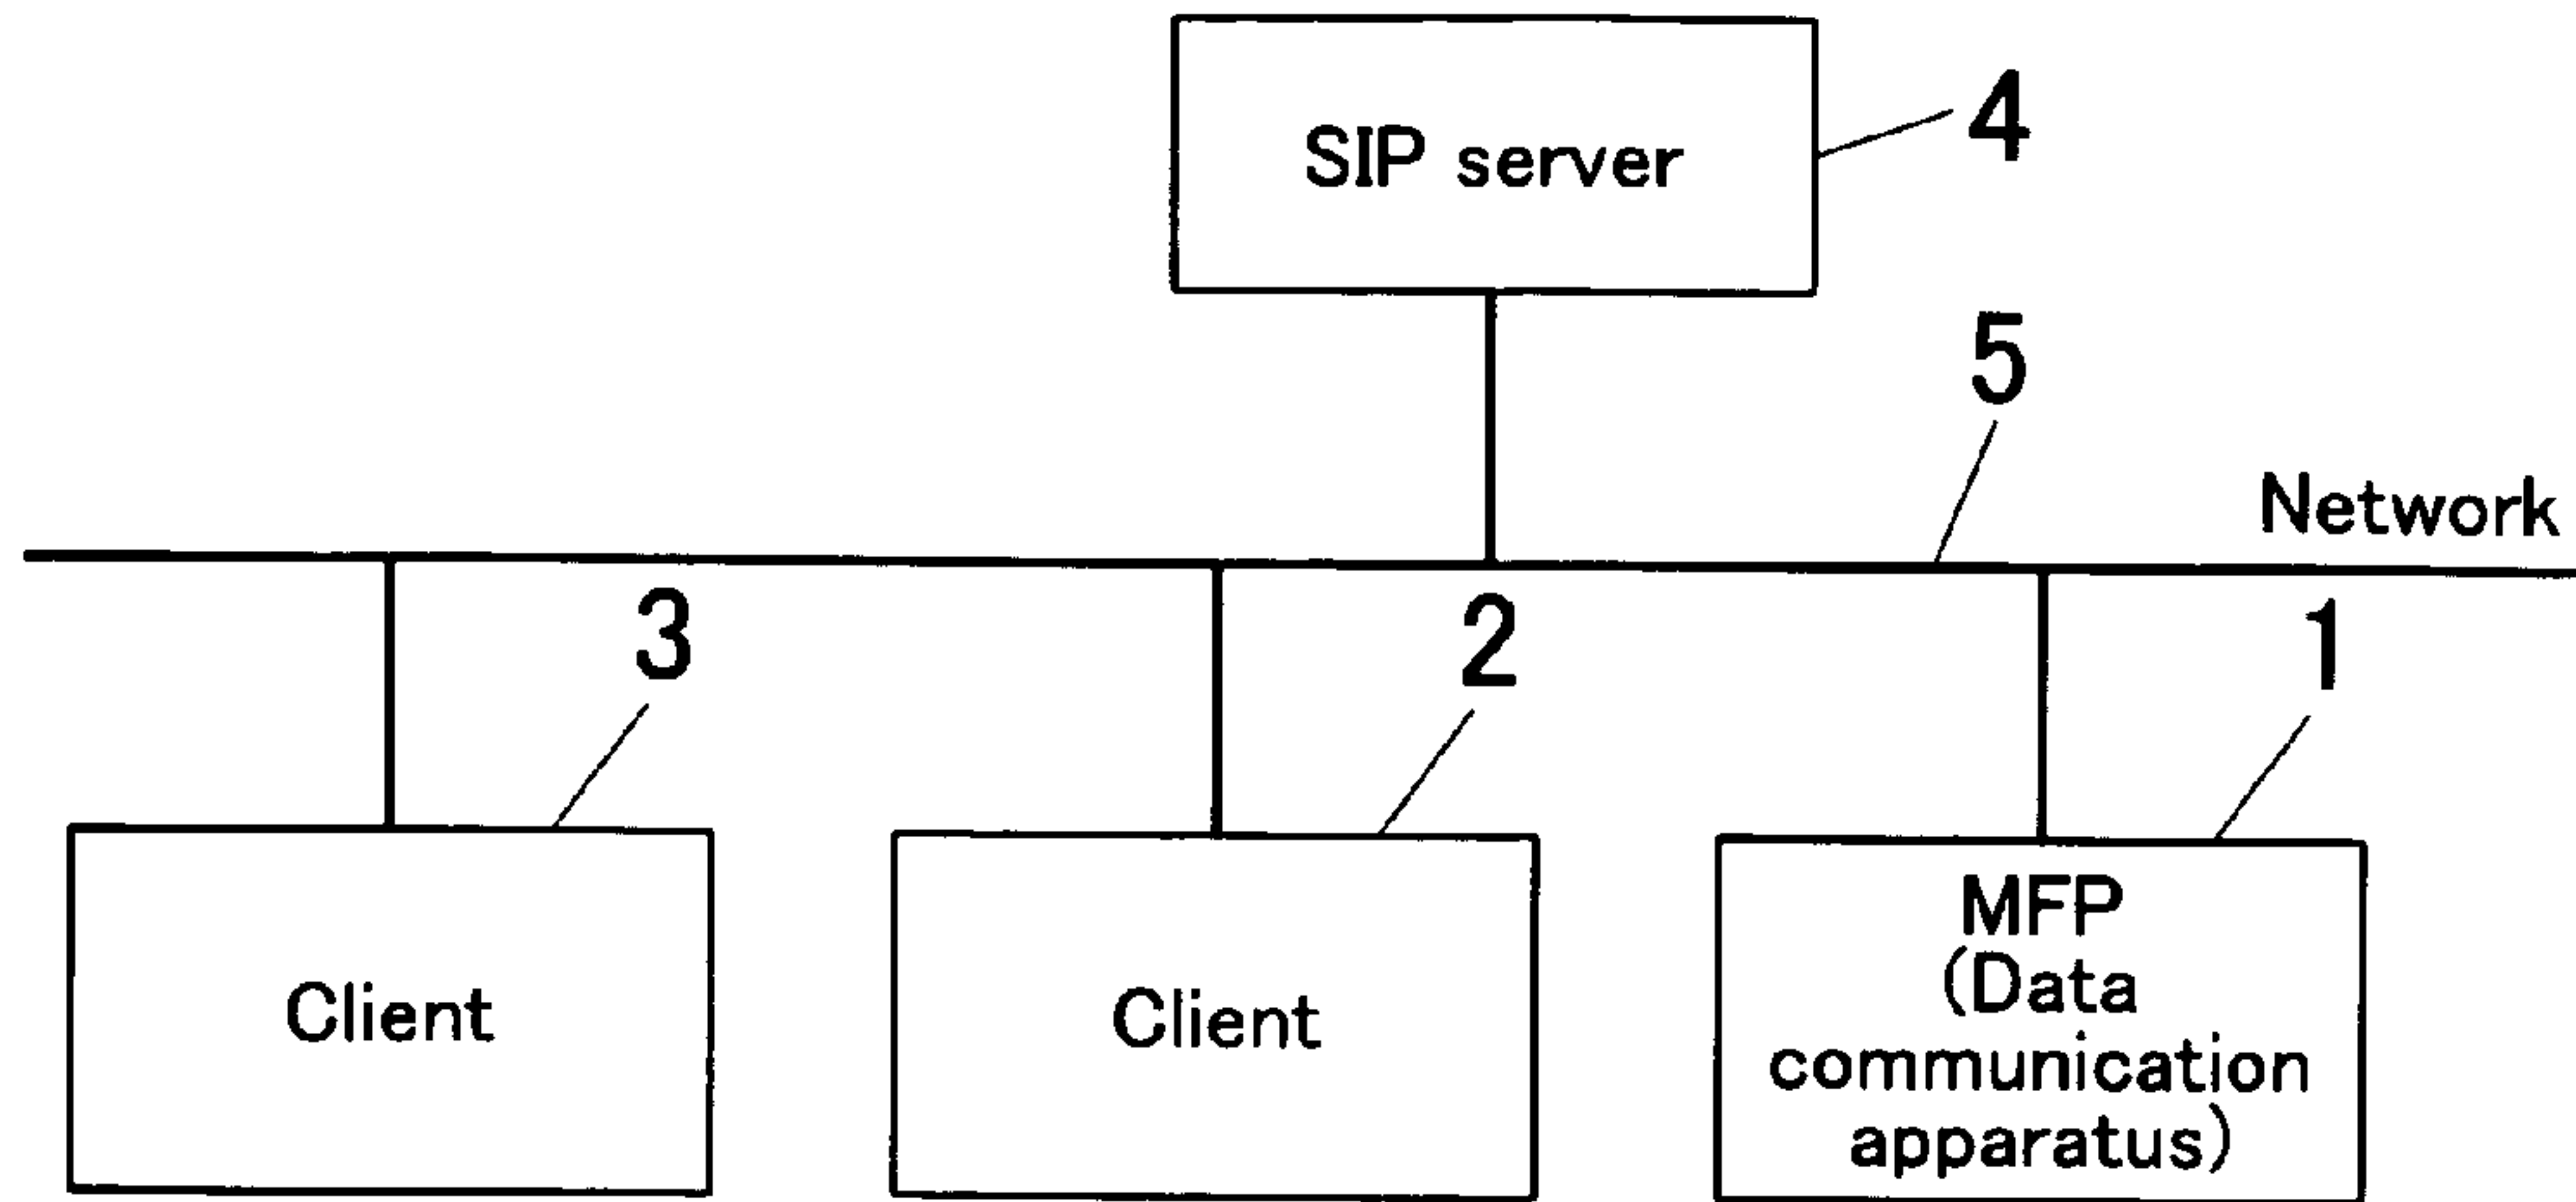 SIP server
4
5
Network
3
2
1
Client
Client
MFP
(Data
communication
apparatus)